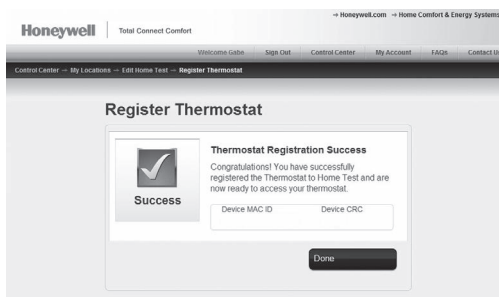 → Honeywell.com → Home Comfort & Energy Systems
Honeywell Total Connect Comfort
Welcome Gabe Sign Out Control Center My Account FAQs Contact U
Control Center → My Locations → Edit Home Test → Register Thermostat
Register Thermostat
Success
Thermostat Registration Success
Congratulations! You have successfully
registered the Thermostat to Home Test and are
now ready to access your thermostat.
Device MAC ID Device CRC
Done